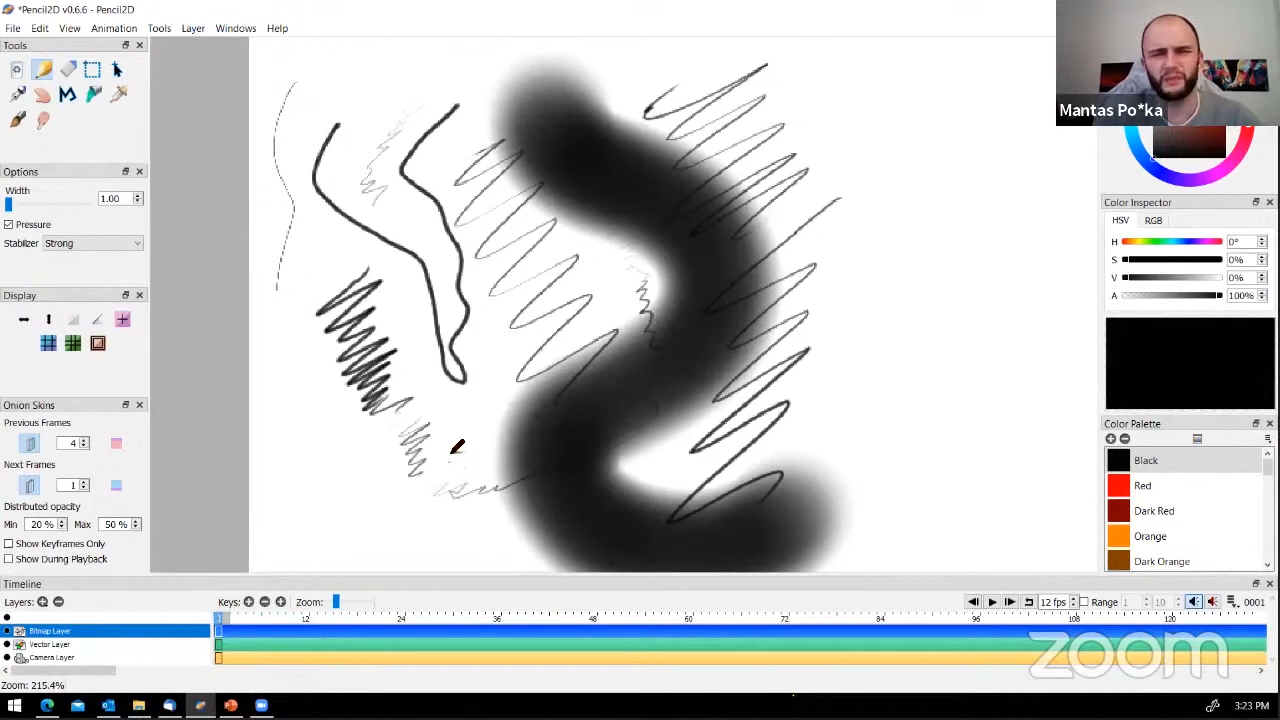 *Pencil2D v0.6.6 - Pencil2D
File Edit View Animation Tools Layer Windows Help
Tools
Mantas Po*ka
Options
Width
1.00
Pressure
Stabilizer Strong
Color Inspector
HSV RGB
H 0°
S 0%
V 0%
A 100%
Display
Onion Skins
Previous Frames
4
Next Frames
1
Distributed opacity
Min 20 % Max 50 %
Show Keyframes Only
Show During Playback
Color Palette
Black
Red
Dark Red
Orange
Dark Orange
Timeline
Layers: Keys: Zoom: 12 fps Range 1 10 0001
1 12 24 36 48 60 72 84 96 108 120
Bitmap Layer
Vector Layer
Camera Layer
zoom
Zoom: 215.4%
3:23 PM